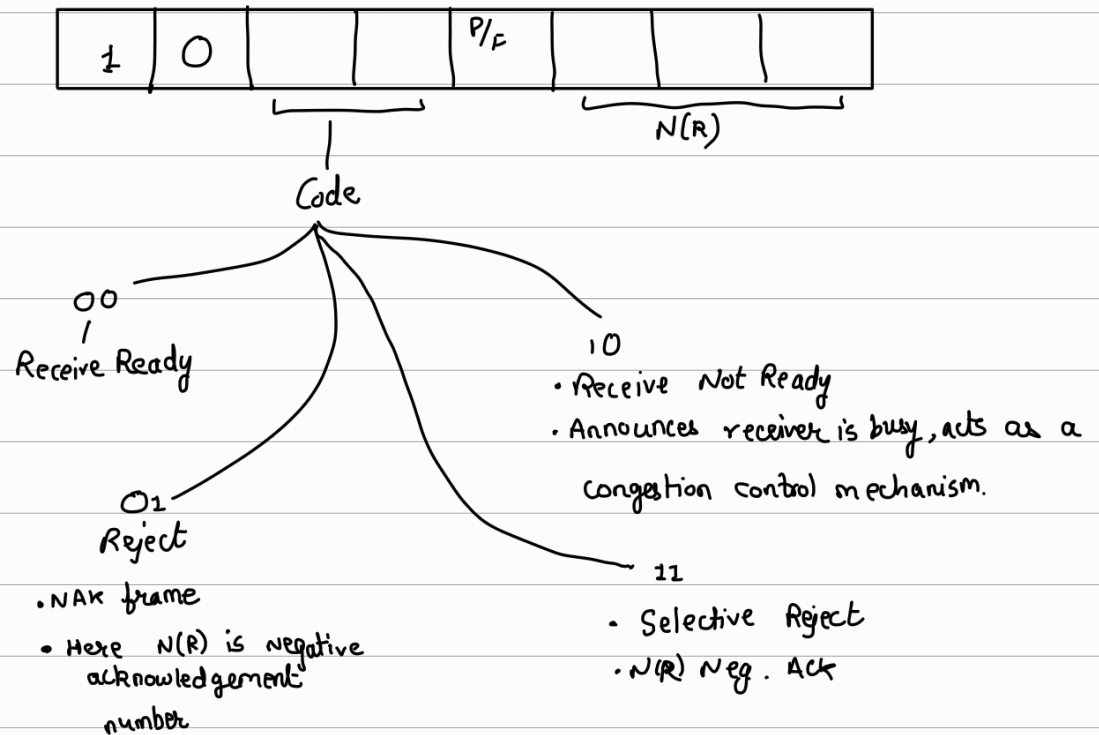 1 0 P/F
N(R)
Code
00
Receive Ready
10
• Receive Not Ready
• Announces receiver is busy, acts as a
congestion control mechanism.
01
Reject
• NAK frame
• Here N(R) is negative
acknowledgement
number
11
• Selective Reject
• N(R) Neg. Ack